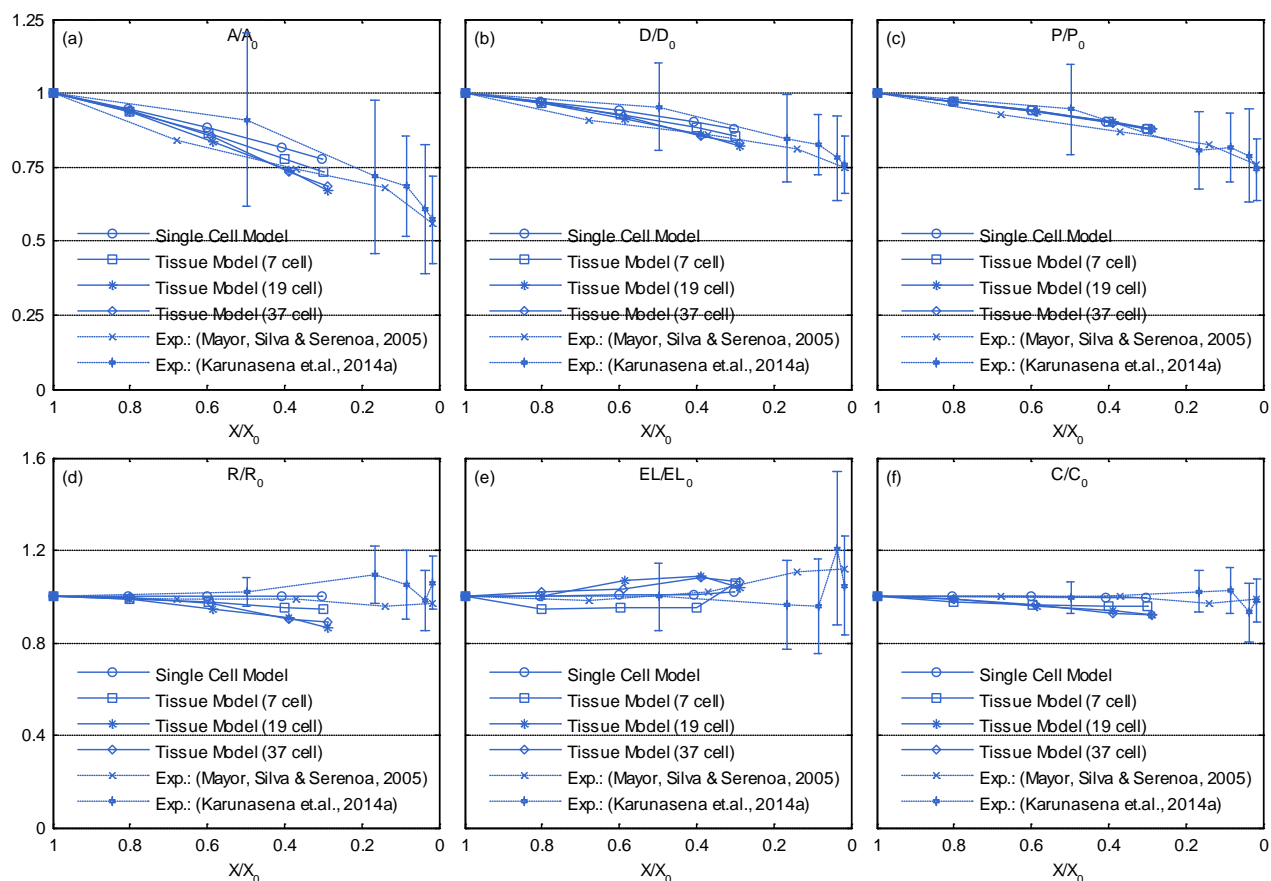 (a) A/A0
1.25
1
0.75
0.5
0.25
0
Single Cell Model
Tissue Model (7 cell)
Tissue Model (19 cell)
Tissue Model (37 cell)
Exp.: (Mayor, Silva & Serenoa, 2005)
Exp.: (Karunasena et.al., 2014a)
1 0.8 0.6 0.4 0.2 0
X/X0
(b) D/D0
Single Cell Model
Tissue Model (7 cell)
Tissue Model (19 cell)
Tissue Model (37 cell)
Exp.: (Mayor, Silva & Serenoa, 2005)
Exp.: (Karunasena et.al., 2014a)
1 0.8 0.6 0.4 0.2 0
X/X0
(c) P/P0
Single Cell Model
Tissue Model (7 cell)
Tissue Model (19 cell)
Tissue Model (37 cell)
Exp.: (Mayor, Silva & Serenoa, 2005)
Exp.: (Karunasena et.al., 2014a)
1 0.8 0.6 0.4 0.2 0
X/X0
(d) R/R0
1.6
1.2
0.8
0.4
0
Single Cell Model
Tissue Model (7 cell)
Tissue Model (19 cell)
Tissue Model (37 cell)
Exp.: (Mayor, Silva & Serenoa, 2005)
Exp.: (Karunasena et.al., 2014a)
1 0.8 0.6 0.4 0.2 0
X/X0
(e) EL/EL0
Single Cell Model
Tissue Model (7 cell)
Tissue Model (19 cell)
Tissue Model (37 cell)
Exp.: (Mayor, Silva & Serenoa, 2005)
Exp.: (Karunasena et.al., 2014a)
1 0.8 0.6 0.4 0.2 0
X/X0
(f) C/C0
Single Cell Model
Tissue Model (7 cell)
Tissue Model (19 cell)
Tissue Model (37 cell)
Exp.: (Mayor, Silva & Serenoa, 2005)
Exp.: (Karunasena et.al., 2014a)
1 0.8 0.6 0.4 0.2 0
X/X0